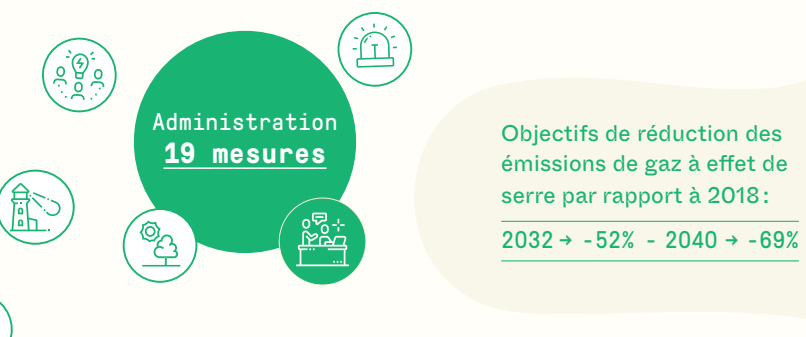 Administration
19 mesures
Objectifs de réduction des
émissions de gaz à effet de
serre par rapport à 2018 :
2032 → -52% - 2040 → -69%